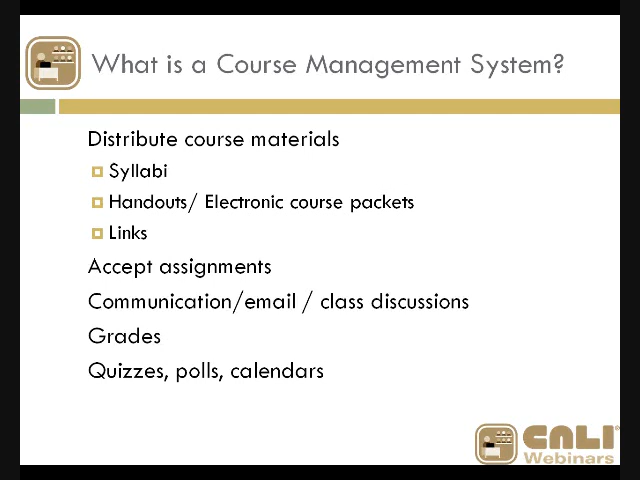 What is a Course Management System?
Distribute course materials
Syllabi
Handouts/ Electronic course packets
Links
Accept assignments
Communication/email / class discussions
Grades
Quizzes, polls, calendars
CALI®
Webinars